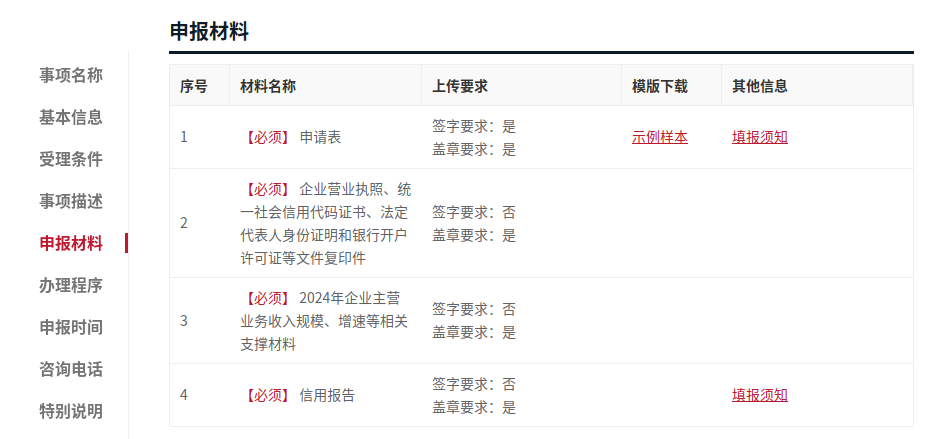 申报材料
事项名称
基本信息
受理条件
事项描述
申报材料
办理程序
申报时间
咨询电话
特别说明
序号 材料名称 上传要求 模版下载 其他信息
1 【必须】 申请表 签字要求：是 示例样本 填报须知
盖章要求：是
2 【必须】 企业营业执照、统
一社会信用代码证书、法定
代表人身份证明和银行开户
许可证等文件复印件
签字要求：否
盖章要求：是
3 【必须】 2024年企业主营
业务收入规模、增速等相关
支撑材料
签字要求：否
盖章要求：是
4 【必须】 信用报告 签字要求：否 填报须知
盖章要求：是